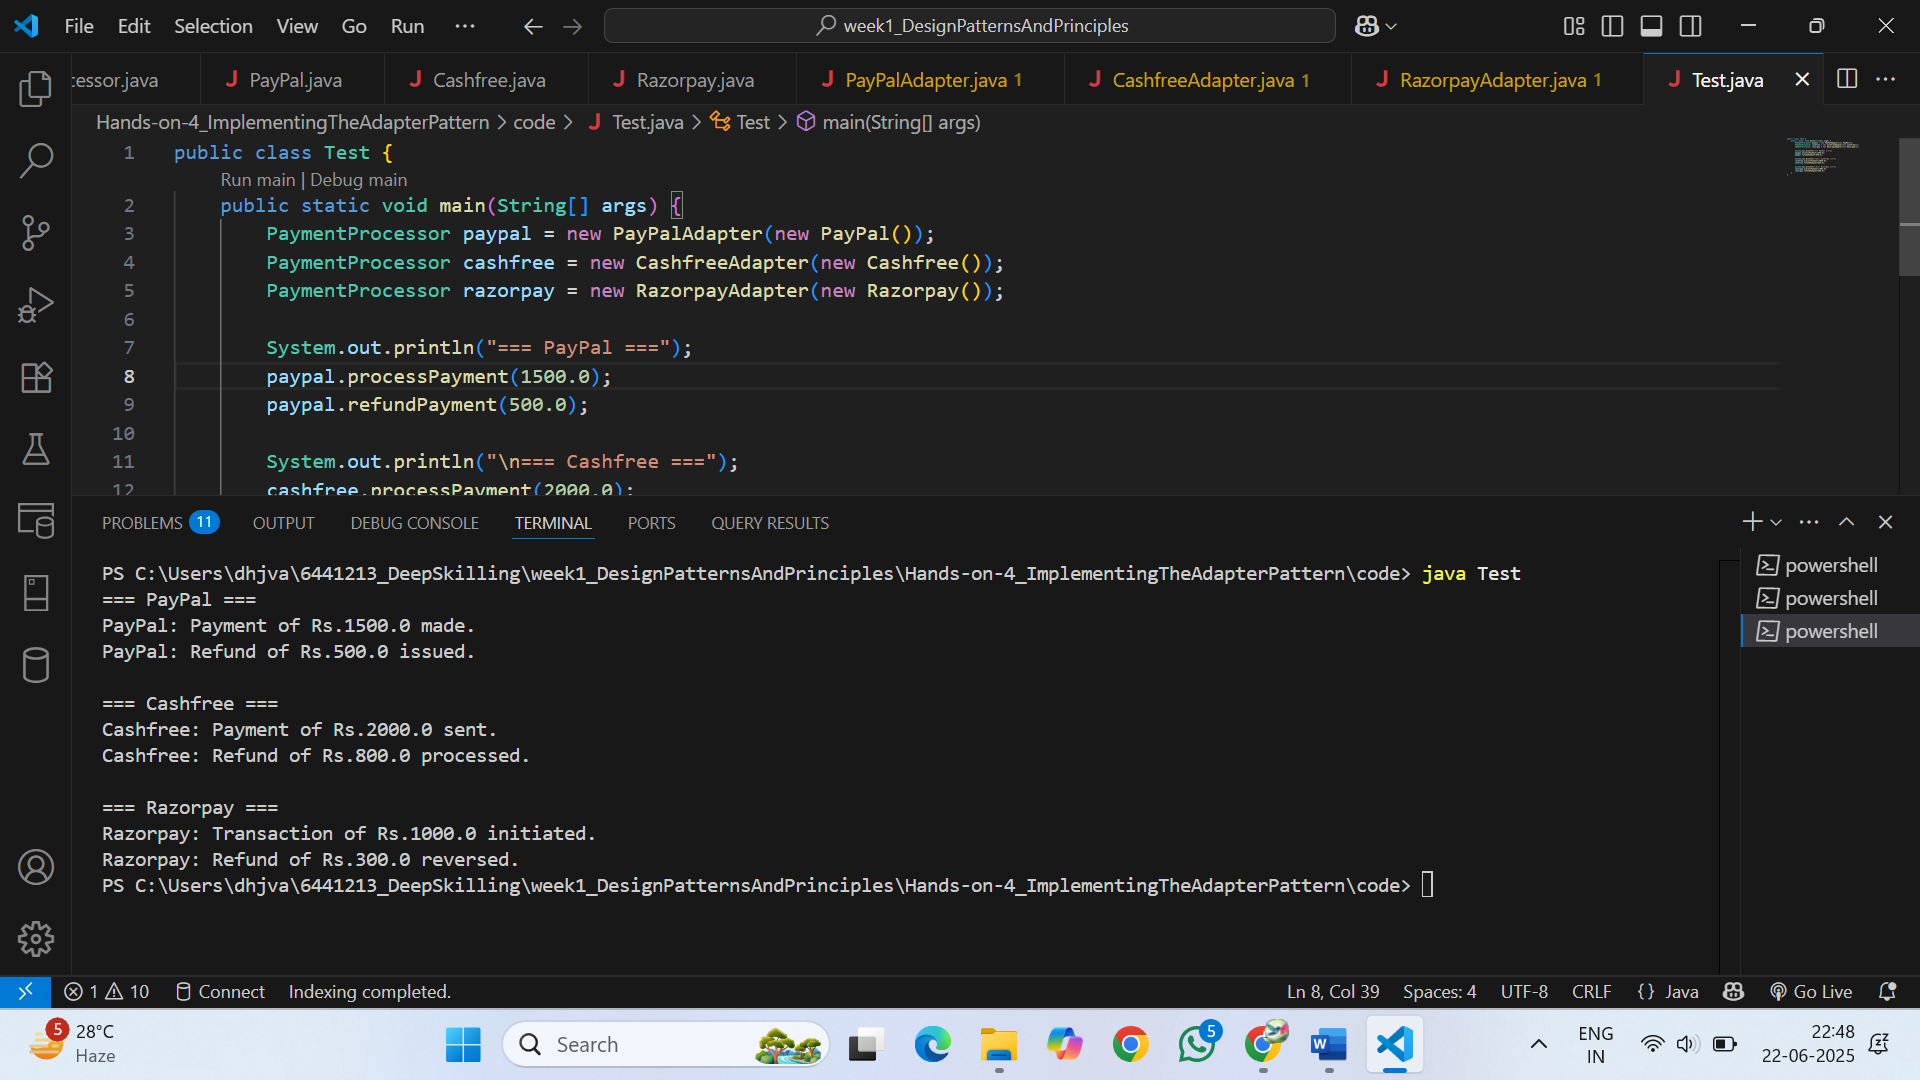 File Edit Selection View Go Run ··· week1_DesignPatternsAndPrinciples
cessor.java PayPal.java Cashfree.java Razorpay.java PayPalAdapter.java 1 CashfreeAdapter.java 1 RazorpayAdapter.java 1 Test.java
Hands-on-4_ImplementingTheAdapterPattern > code > Test.java > Test > main(String[] args)
1 public class Test {
Run main | Debug main
2 public static void main(String[] args) {
3 PaymentProcessor paypal = new PayPalAdapter(new PayPal());
4 PaymentProcessor cashfree = new CashfreeAdapter(new Cashfree());
5 PaymentProcessor razorpay = new RazorpayAdapter(new Razorpay());
6
7 System.out.println("=== PayPal ===");
8 paypal.processPayment(1500.0);
9 paypal.refundPayment(500.0);
10
11 System.out.println("\n=== Cashfree ===");
12 cashfree.processPayment(2000.0);
PROBLEMS 11 OUTPUT DEBUG CONSOLE TERMINAL PORTS QUERY RESULTS
PS C:\Users\dhjva\6441213_DeepSkilling\week1_DesignPatternsAndPrinciples\Hands-on-4_ImplementingTheAdapterPattern\code> java Test
=== PayPal ===
PayPal: Payment of Rs.1500.0 made.
PayPal: Refund of Rs.500.0 issued.
=== Cashfree ===
Cashfree: Payment of Rs.2000.0 sent.
Cashfree: Refund of Rs.800.0 processed.
=== Razorpay ===
Razorpay: Transaction of Rs.1000.0 initiated.
Razorpay: Refund of Rs.300.0 reversed.
PS C:\Users\dhjva\6441213_DeepSkilling\week1_DesignPatternsAndPrinciples\Hands-on-4_ImplementingTheAdapterPattern\code>
powershell
powershell
powershell
1 10 Connect Indexing completed. Ln 8, Col 39 Spaces: 4 UTF-8 CRLF {} Java Go Live
5 28°C
Haze
Search
5
ENG
IN
22:48
22-06-2025